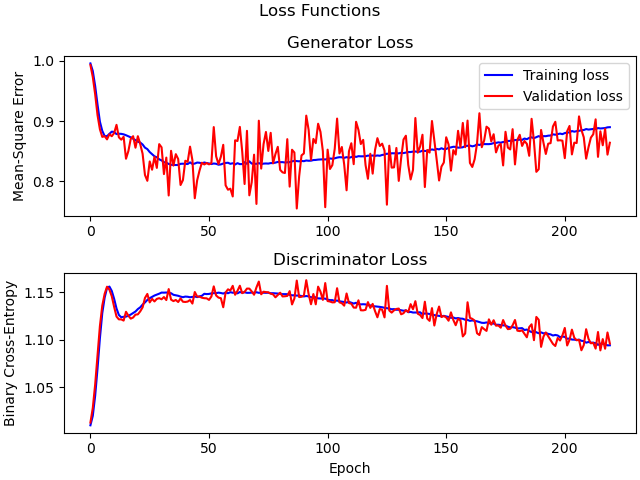 Loss Functions
Generator Loss
Mean-Square Error
1.0
0.9
0.8
Training loss
Validation loss
0
50
100
150
200
Discriminator Loss
Binary Cross-Entropy
1.15
1.10
1.05
0
50
100
150
200
Epoch